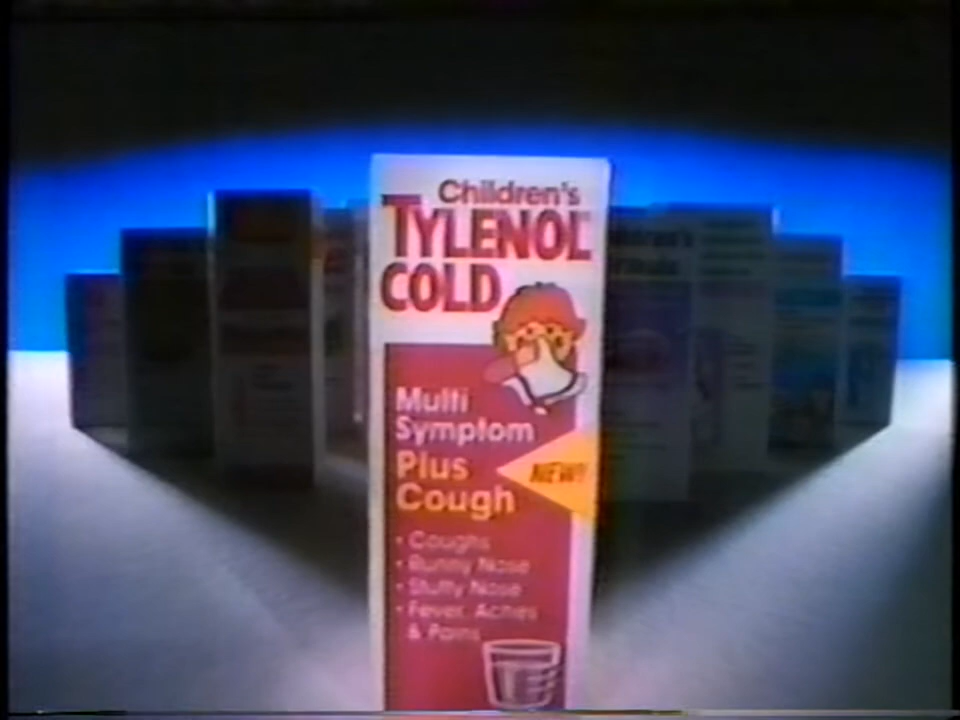 Children's
TYLENOL
COLD
Multi
Symptom
Plus
Cough
NEW!
• Coughs
• Runny Nose
• Stuffy Nose
• Fever, Aches
& Pains